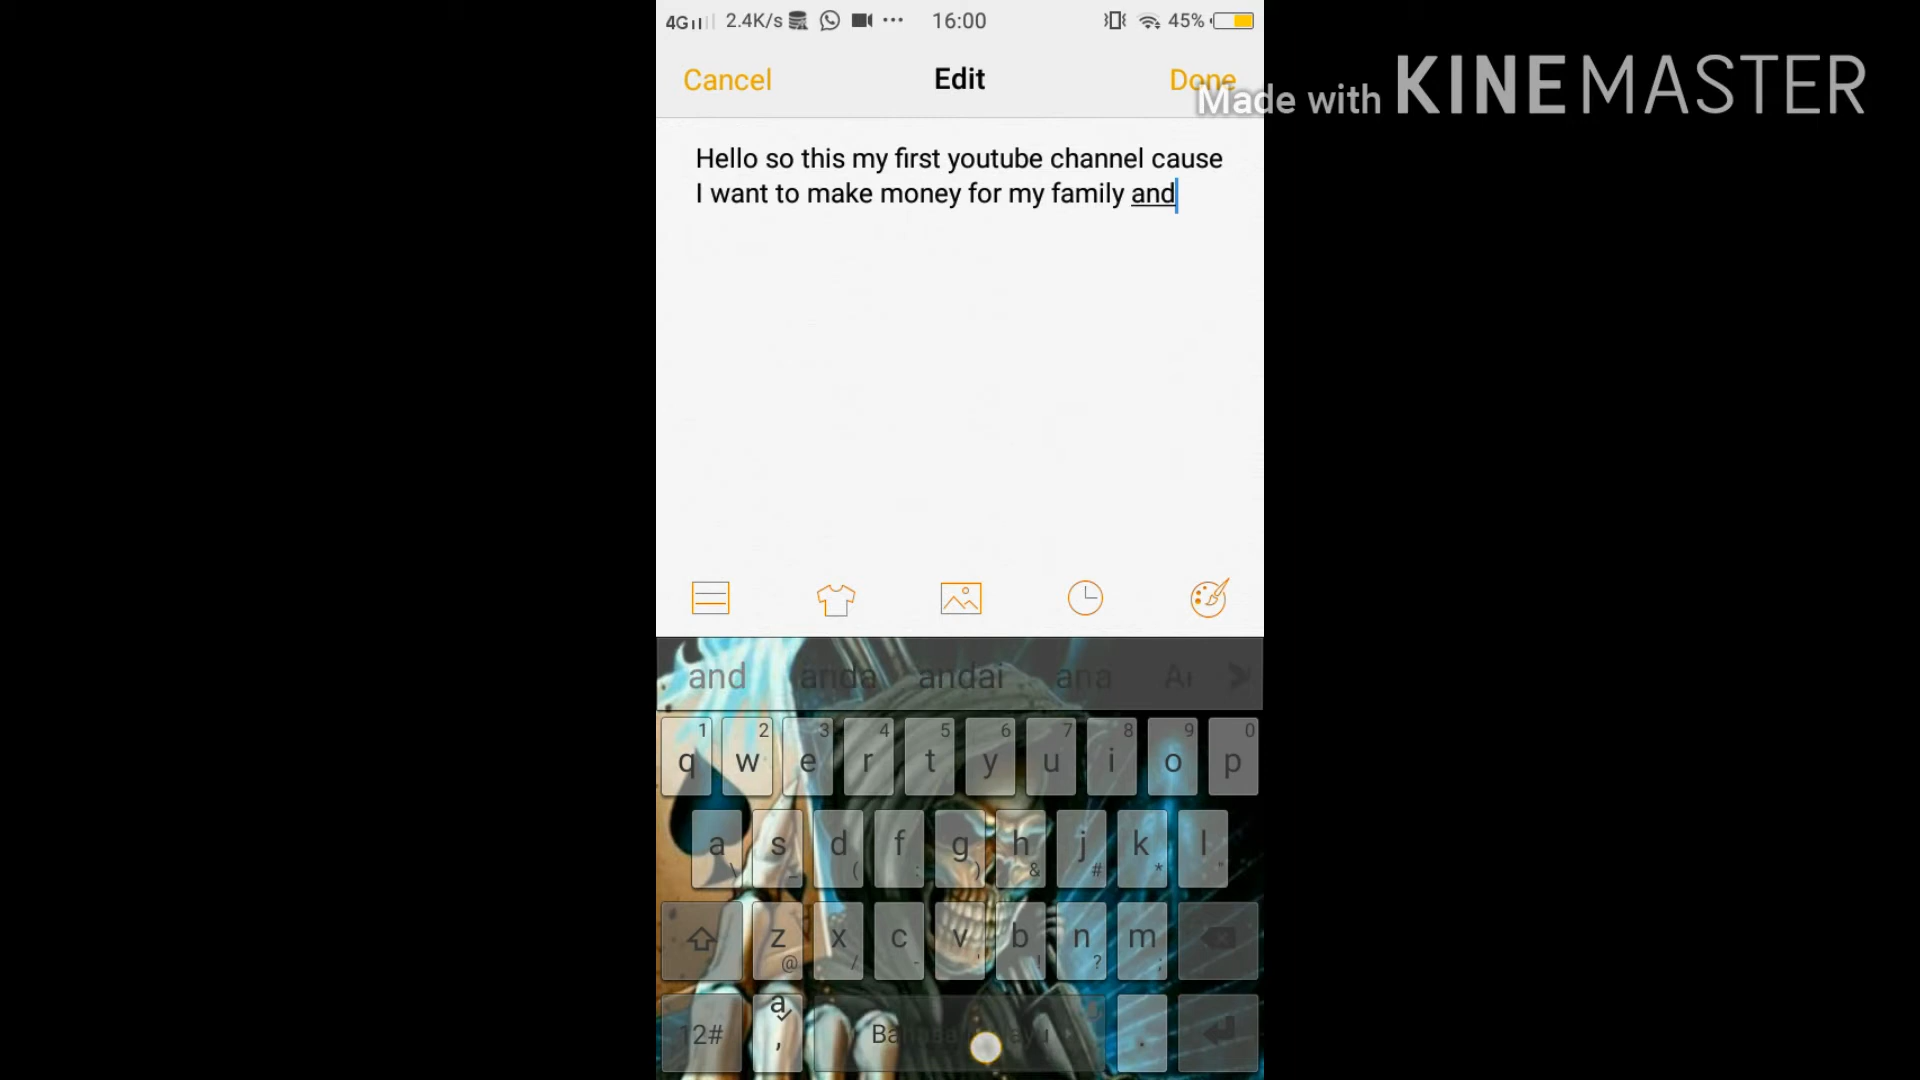 4G 2.4K/s 16:00 45%
Cancel Edit Done
Made with KINEMASTER
Hello so this my first youtube channel cause
I want to make money for my family and
and anda andai ana
1 2 3 4 5 6 7 8 9 0
q w e r t y u i o p
a s d f g h j k l
\ _ ( : ) & # * "
z x c v b n m
@ / - ' ! ? ;
12# a , .